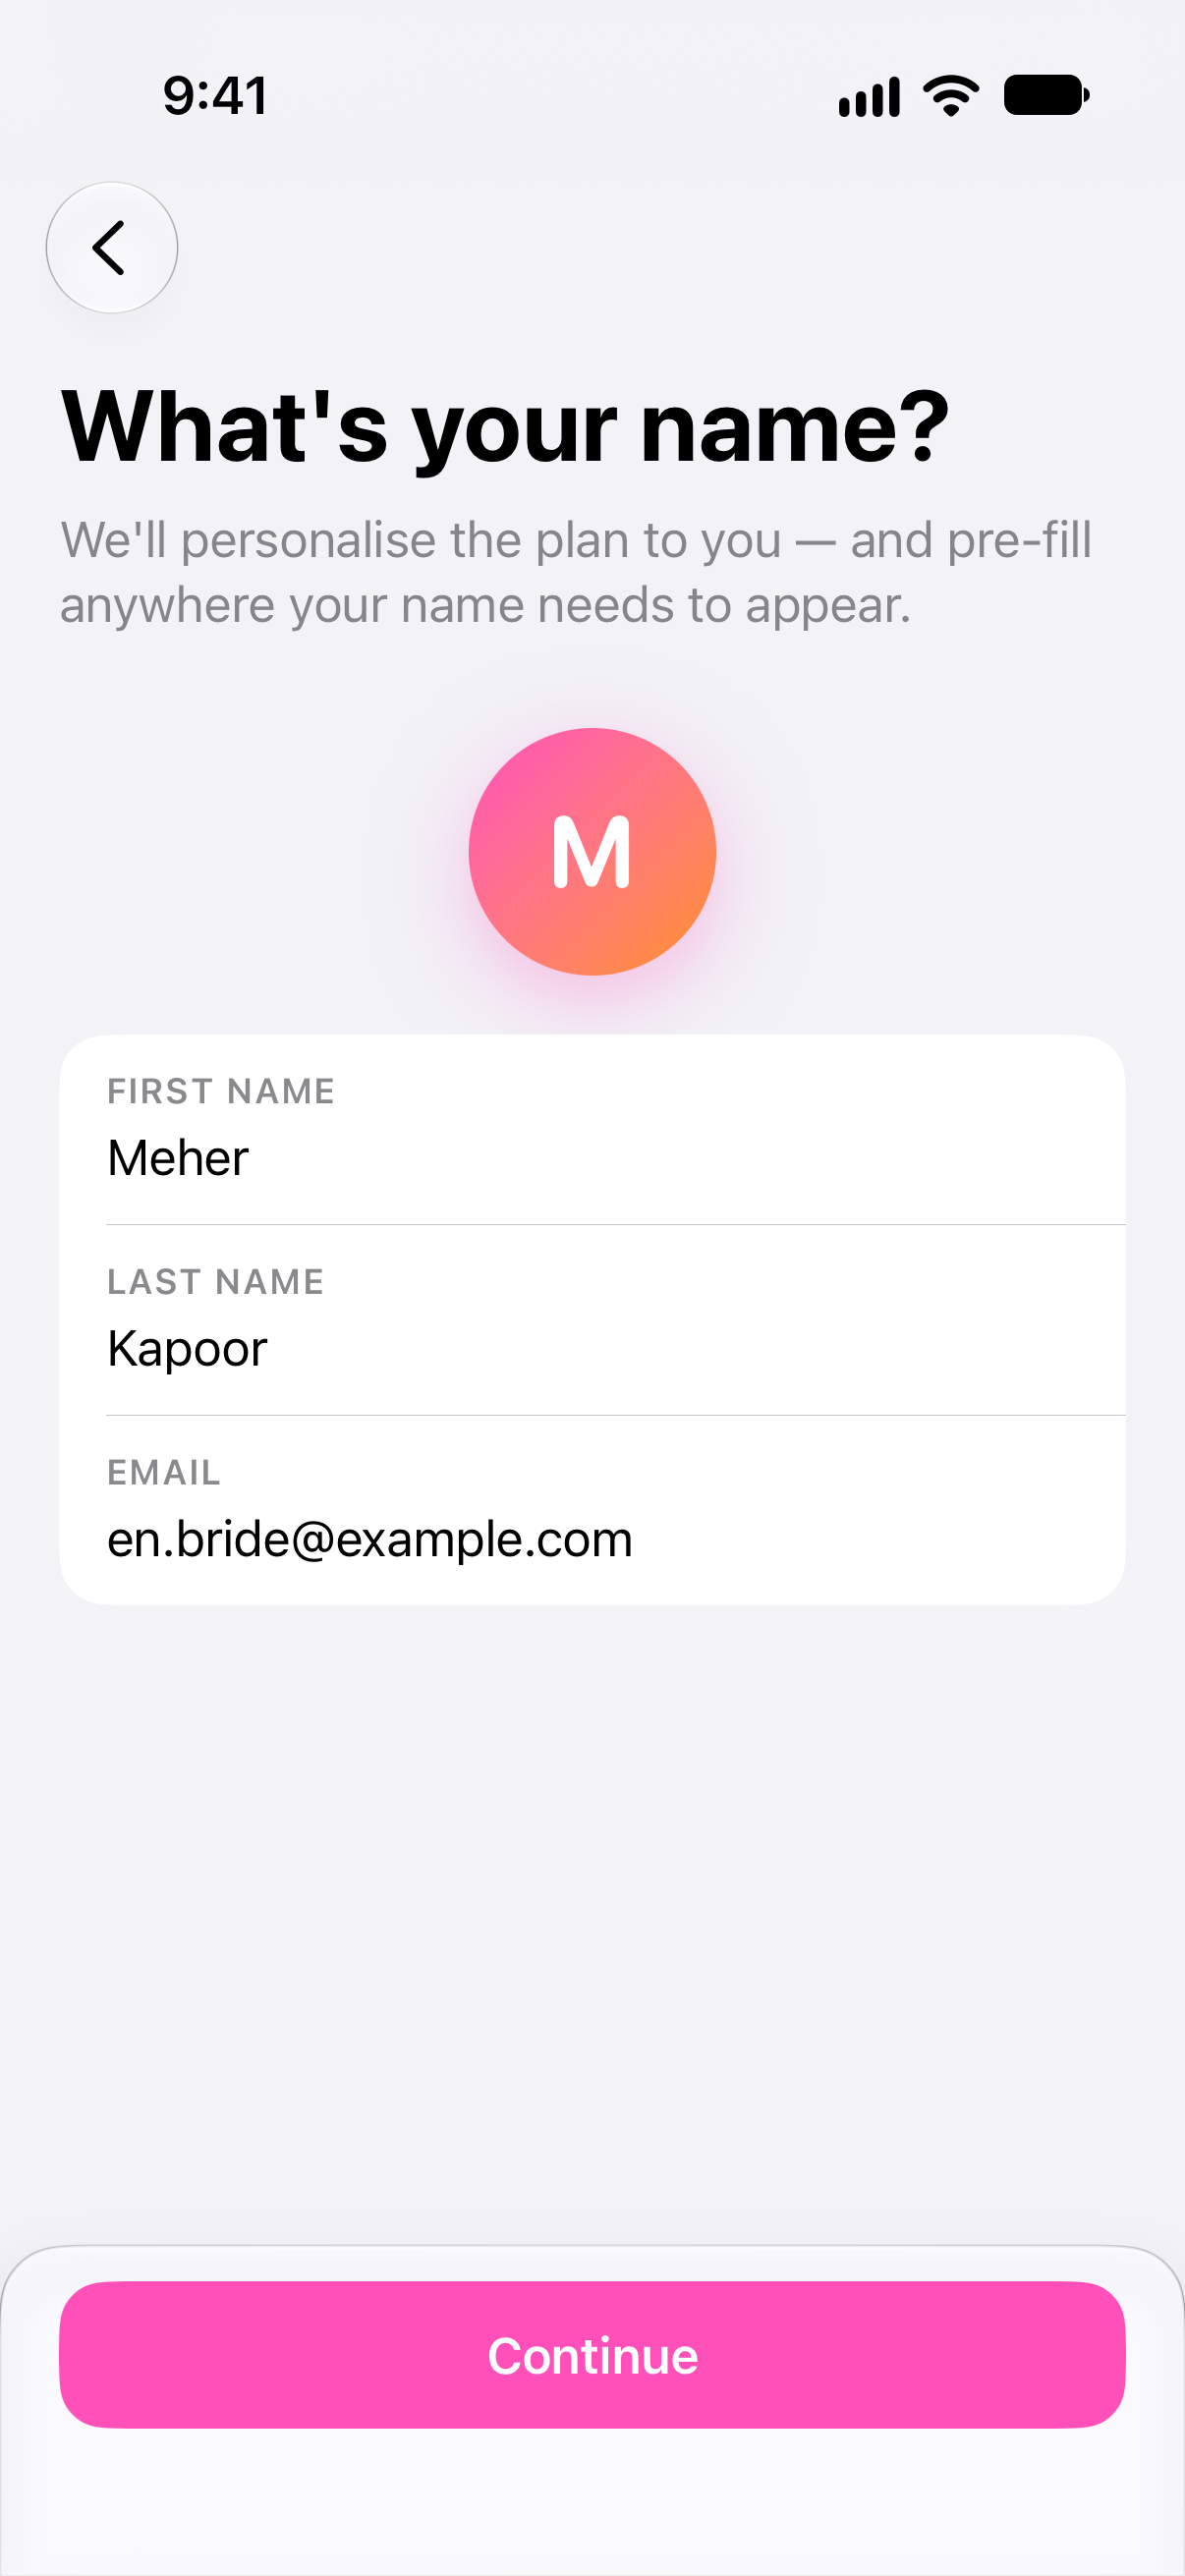 9:41
What's your name?
We'll personalise the plan to you — and pre-fill
anywhere your name needs to appear.
M
FIRST NAME
Meher
LAST NAME
Kapoor
EMAIL
en.bride@example.com
Continue